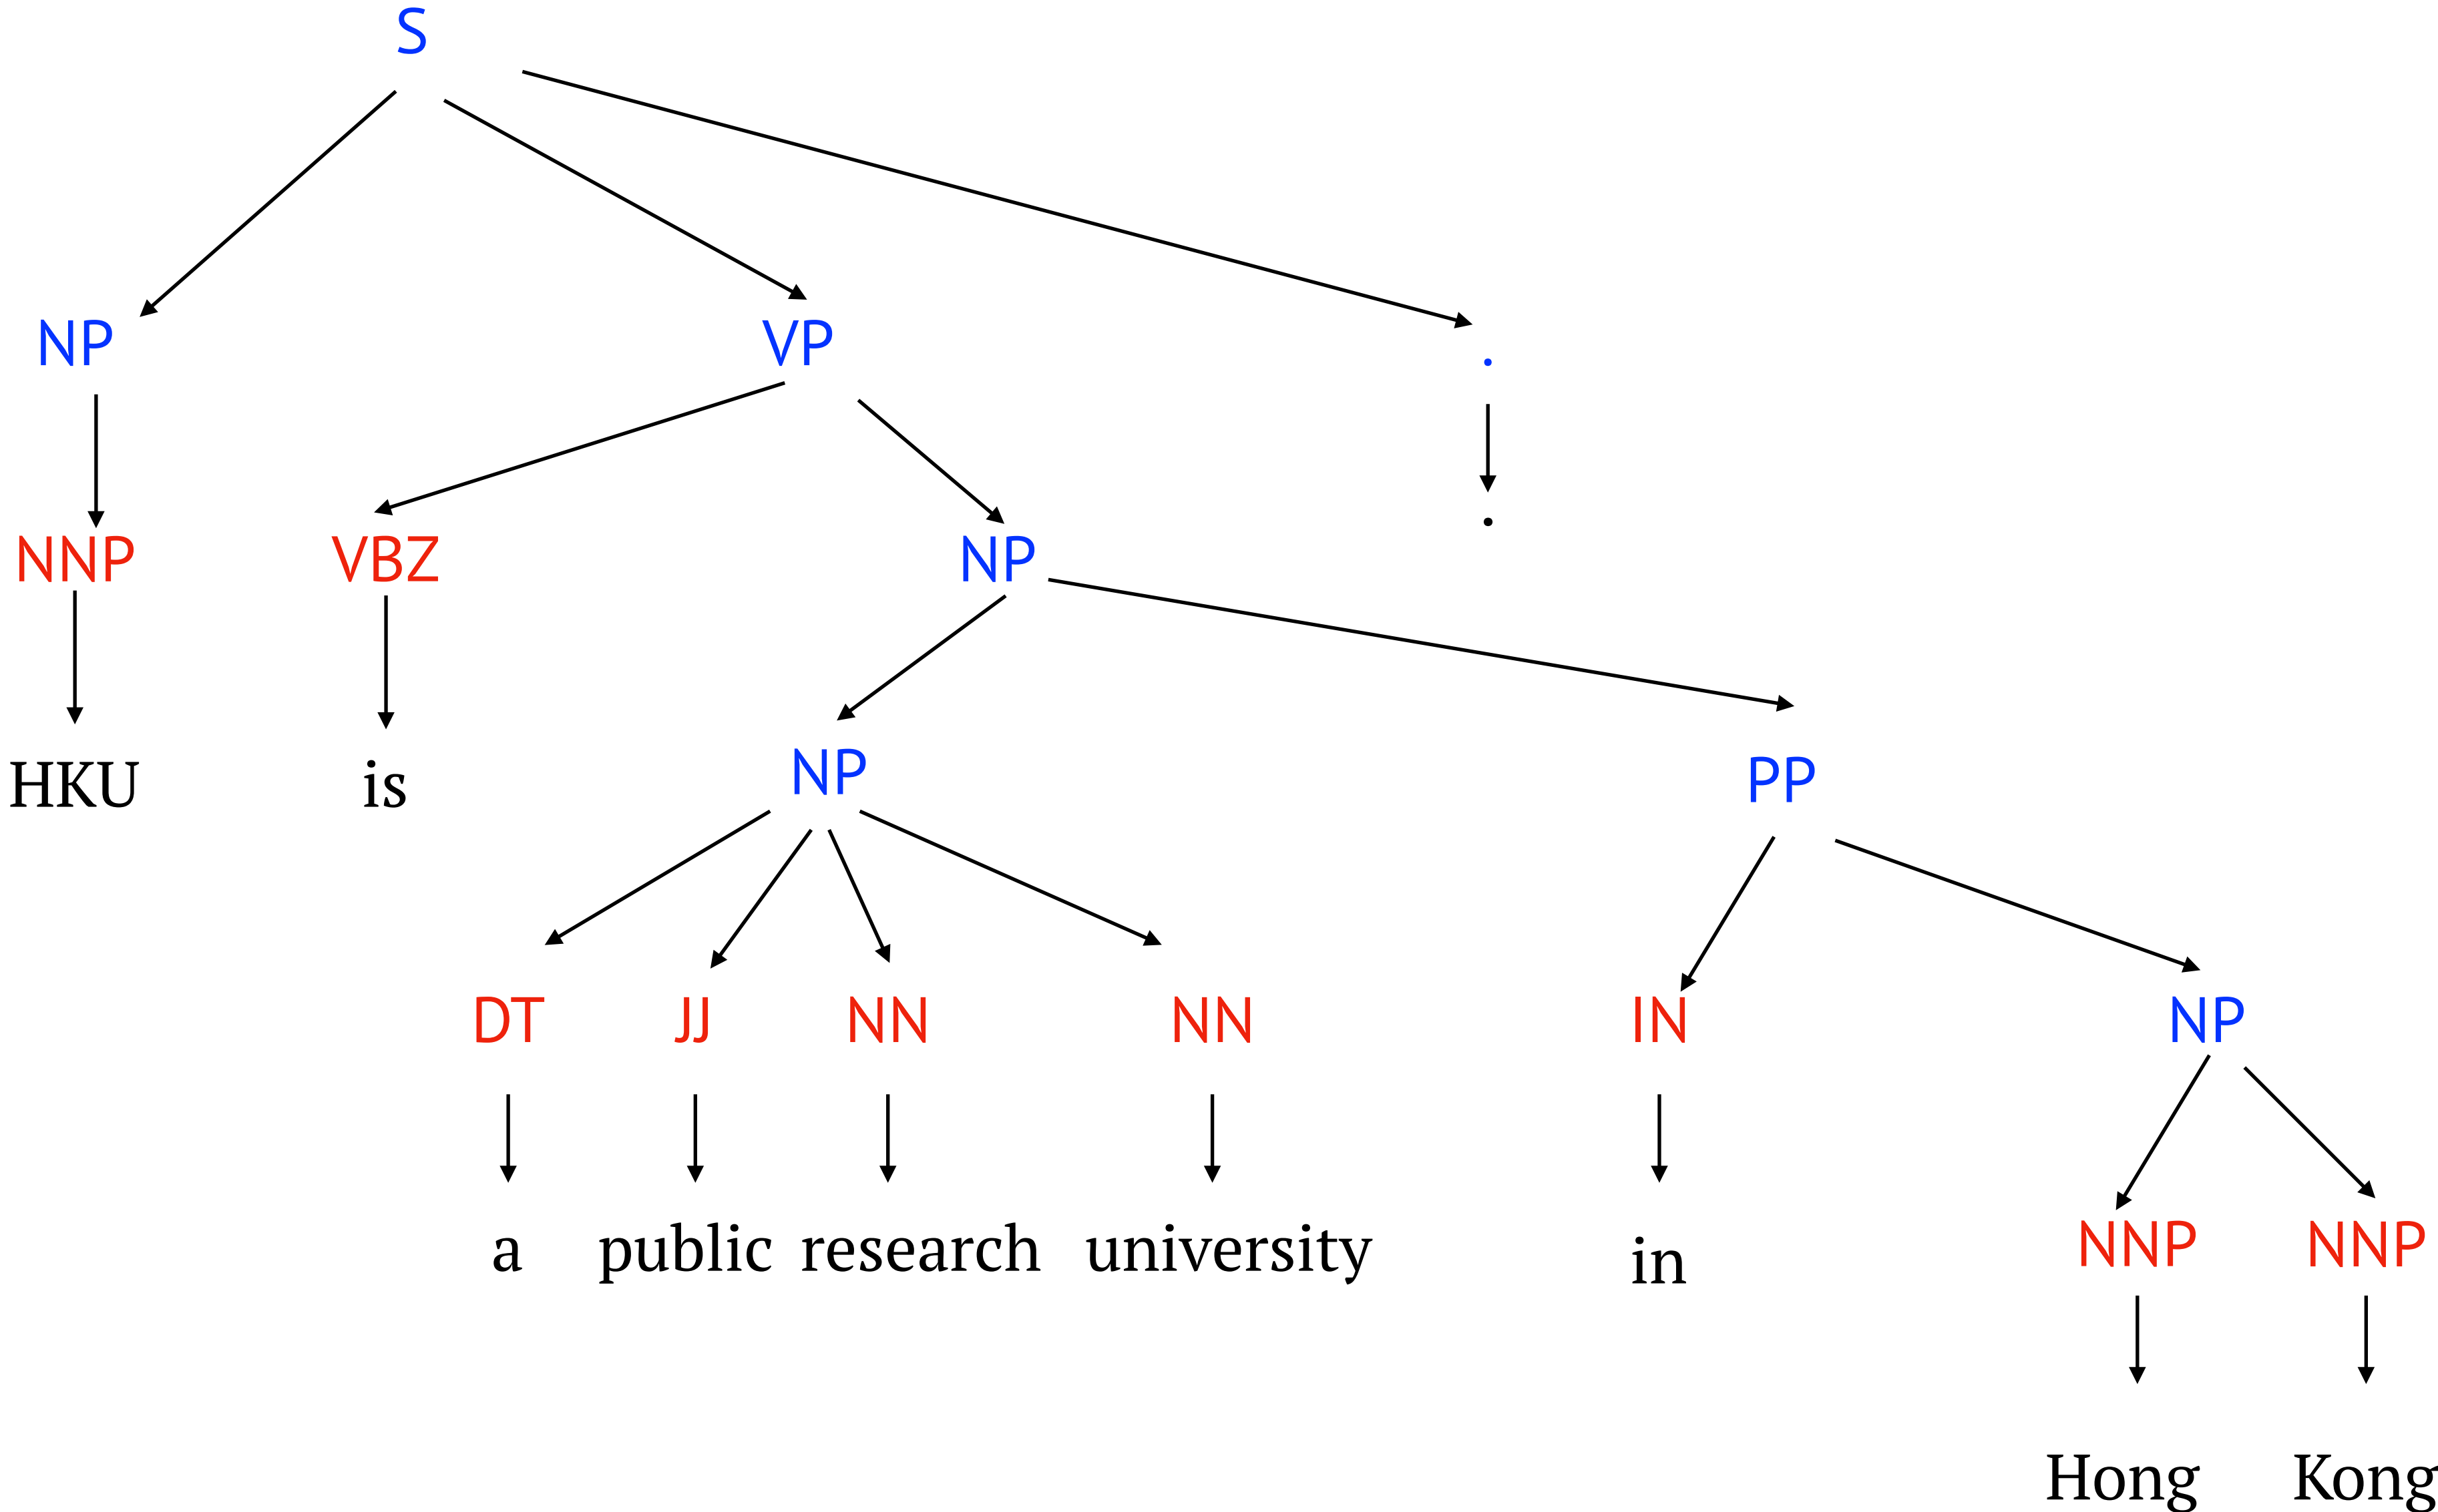 S
NP VP .
NNP VBZ NP .
HKU is NP PP
DT JJ NN NN IN NP
a public research university in NNP NNP
Hong Kong